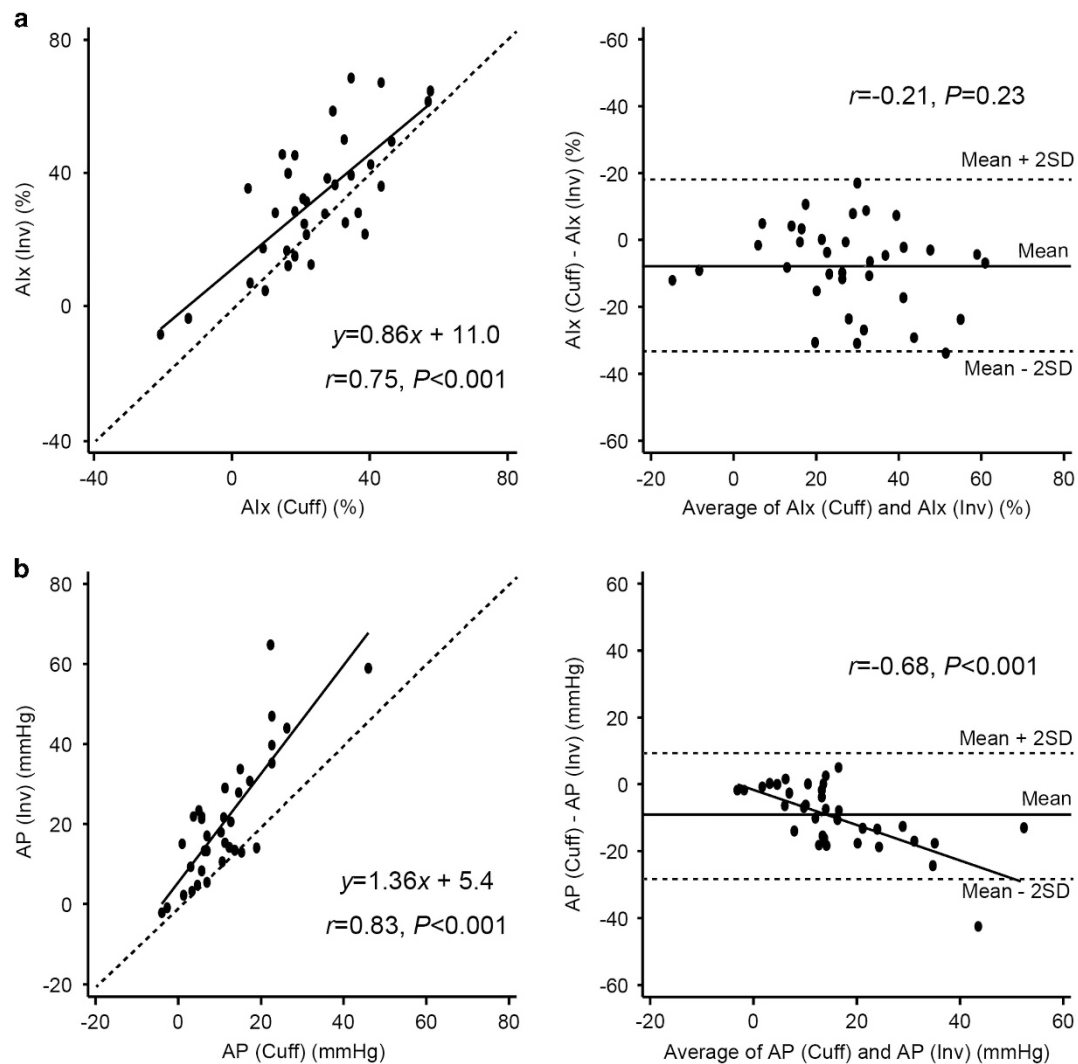 a
80
40
0
-40
AIx (Inv) (%)
y=0.86x + 11.0
r=0.75, P<0.001
-40 0 40 80
AIx (Cuff) (%)
-60
-40
-20
0
-20
-40
-60
AIx (Cuff) - AIx (Inv) (%)
r=-0.21, P=0.23
Mean + 2SD
Mean
Mean - 2SD
-20 0 20 40 60 80
Average of AIx (Cuff) and AIx (Inv) (%)
b
80
60
40
20
0
-20
AP (Inv) (mmHg)
y=1.36x + 5.4
r=0.83, P<0.001
-20 0 20 40 60 80
AP (Cuff) (mmHg)
60
40
20
0
-20
-40
-60
AP (Cuff) - AP (Inv) (mmHg)
r=-0.68, P<0.001
Mean + 2SD
Mean
Mean - 2SD
-20 0 20 40 60 80
Average of AP (Cuff) and AP (Inv) (mmHg)